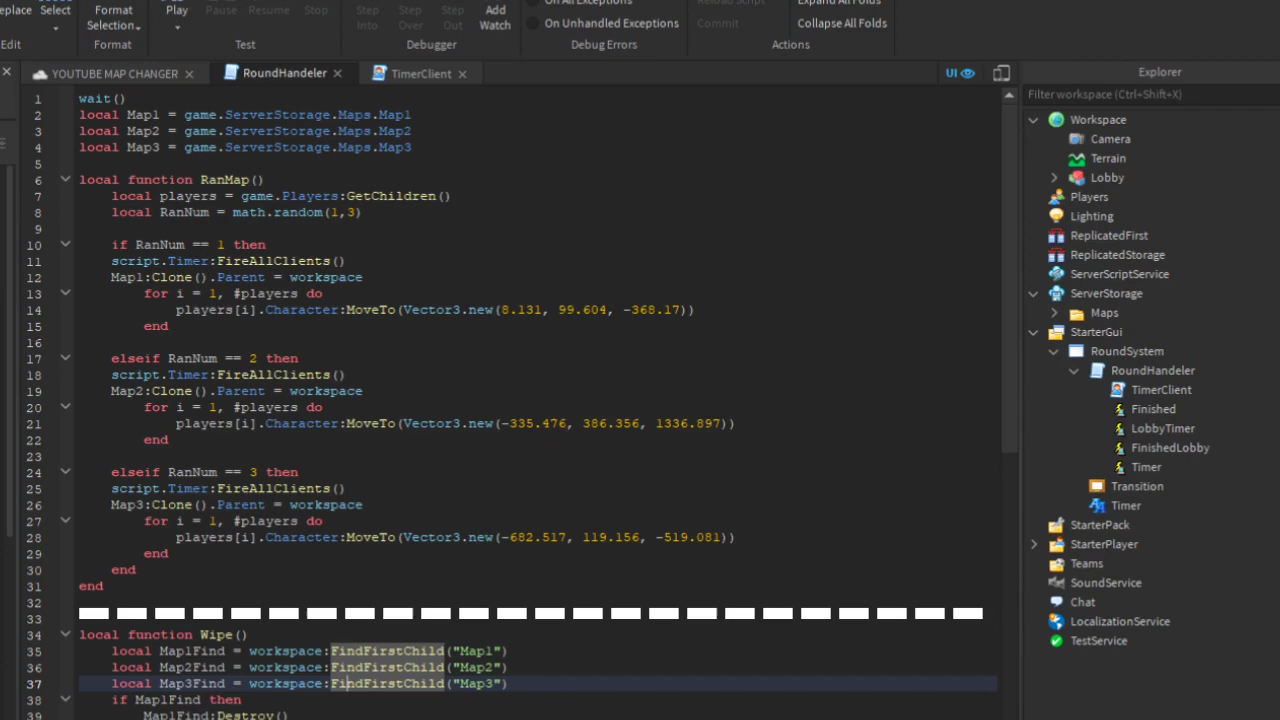 eplace Select Format Selection Play Pause Resume Stop Step Into Step Over Step Out Add Watch On All Exceptions On Unhandled Exceptions Reload Script Commit Expand All Folds Collapse All Folds
Edit Format Test Debugger Debug Errors Actions
YOUTUBE MAP CHANGER RoundHandeler TimerClient UI Explorer
Filter workspace (Ctrl+Shift+X)
1 wait()
2 local Map1 = game.ServerStorage.Maps.Map1
3 local Map2 = game.ServerStorage.Maps.Map2
4 local Map3 = game.ServerStorage.Maps.Map3
5
6 local function RanMap()
7 local players = game.Players:GetChildren()
8 local RanNum = math.random(1,3)
9
10 if RanNum == 1 then
11 script.Timer:FireAllClients()
12 Map1:Clone().Parent = workspace
13 for i = 1, #players do
14 players[i].Character:MoveTo(Vector3.new(8.131, 99.604, -368.17))
15 end
16
17 elseif RanNum == 2 then
18 script.Timer:FireAllClients()
19 Map2:Clone().Parent = workspace
20 for i = 1, #players do
21 players[i].Character:MoveTo(Vector3.new(-335.476, 386.356, 1336.897))
22 end
23
24 elseif RanNum == 3 then
25 script.Timer:FireAllClients()
26 Map3:Clone().Parent = workspace
27 for i = 1, #players do
28 players[i].Character:MoveTo(Vector3.new(-682.517, 119.156, -519.081))
29 end
30 end
31 end
32
33
34 local function Wipe()
35 local Map1Find = workspace:FindFirstChild("Map1")
36 local Map2Find = workspace:FindFirstChild("Map2")
37 local Map3Find = workspace:FindFirstChild("Map3")
38 if Map1Find then
39 Map1Find:Destroy()
Workspace
Camera
Terrain
Lobby
Players
Lighting
ReplicatedFirst
ReplicatedStorage
ServerScriptService
ServerStorage
Maps
StarterGui
RoundSystem
RoundHandeler
TimerClient
Finished
LobbyTimer
FinishedLobby
Timer
Transition
Timer
StarterPack
StarterPlayer
Teams
SoundService
Chat
LocalizationService
TestService